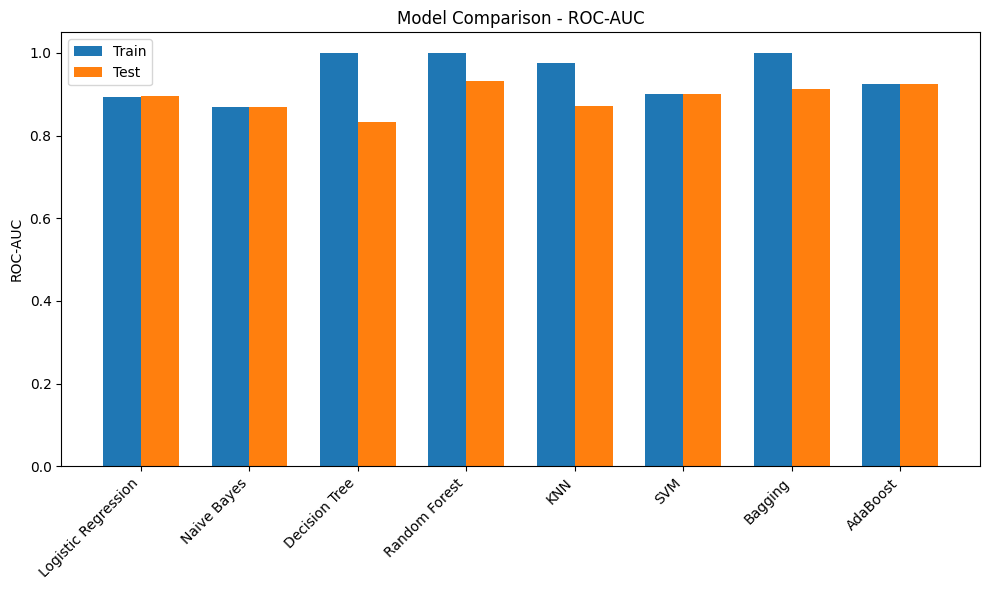 Model Comparison - ROC-AUC
Train
Test
ROC-AUC
1.0
0.8
0.6
0.4
0.2
0.0
Logistic Regression
Naive Bayes
Decision Tree
Random Forest
KNN
SVM
Bagging
AdaBoost